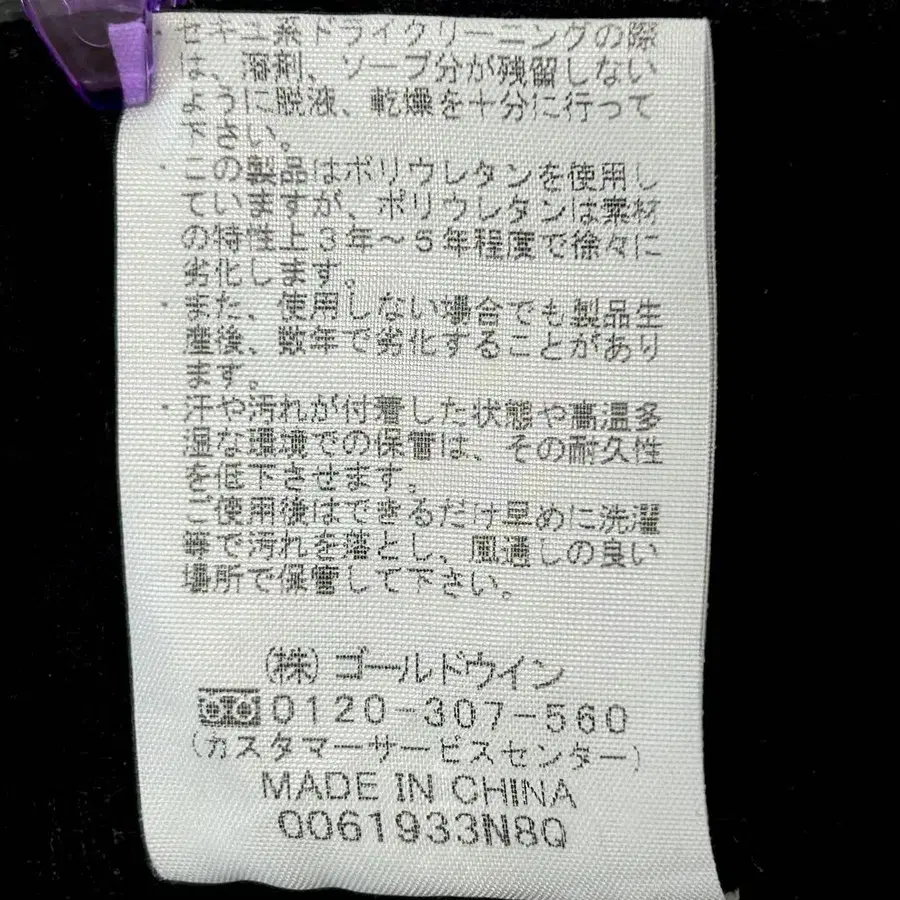 ・セキユ系ドライクリーニングの際
は、溶剤、ソープ分が残留しない
ように脱液、乾燥を十分に行って
下さい。
・この製品はポリウレタンを使用し
ていますが、ポリウレタンは素材
の特性上3年～5年程度で徐々に
劣化します。
・また、使用しない場合でも製品生
産後、数年で劣化することがあり
ます。
・汗や汚れが付着した状態や高温多
湿な環境での保管は、その耐久性
を低下させます。
ご使用後はできるだけ早めに洗濯
等で汚れを落とし、風通しの良い
場所で保管して下さい。
(株)ゴールドウイン
0120-307-560
(カスタマーサービスセンター)
MADE IN CHINA
0061933N8Q